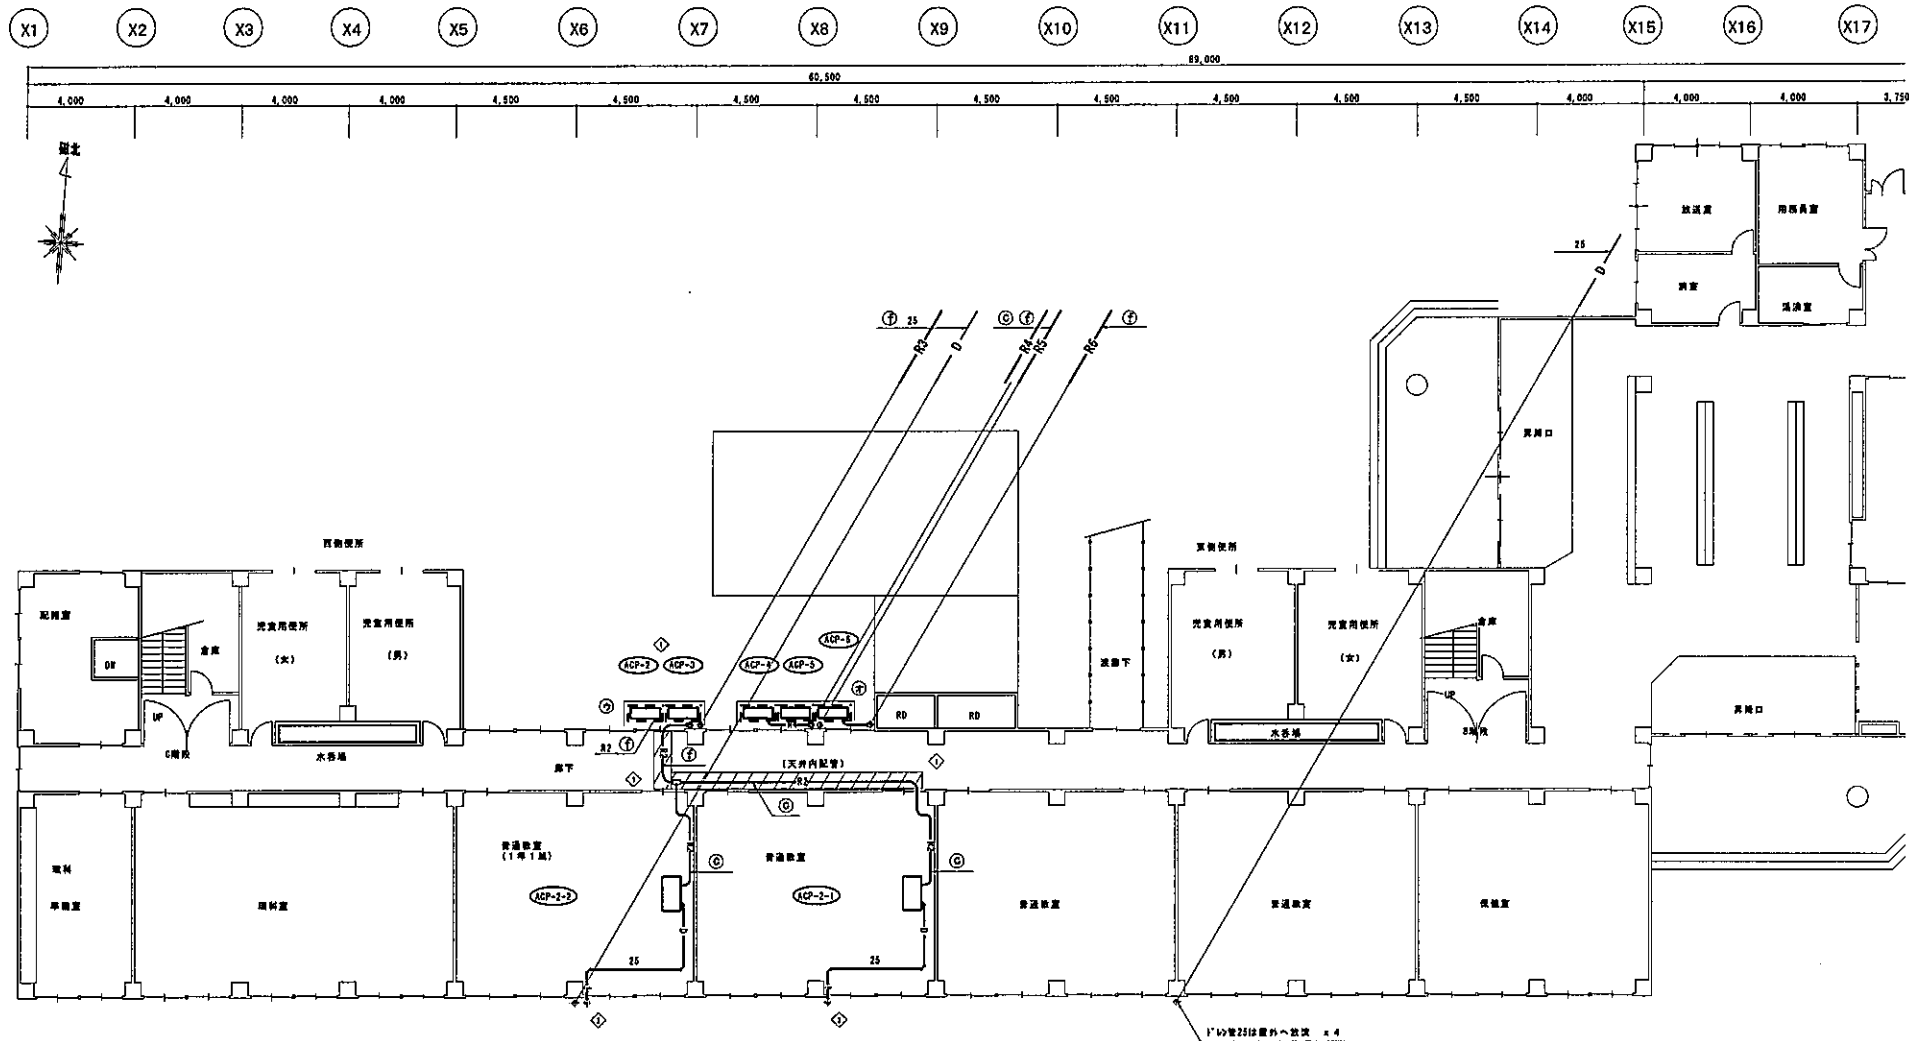 X1 X2 X3 X4 X5 X6 X7 X8 X9 X10 X11 X12 X13 X14 X15 X16 X17
89,000
60,500
4,000 4,000 4,000 4,000 4,500 4,500 4,500 4,500 4,500 4,500 4,500 4,500 4,500 4,000 4,000 4,000 3,750
磁北
放送室
用務員室
25
D
湯沸室
ⓕ 25
ⓒ ⓕ
ⓕ
R3
D
R4
R5
R6
昇降口
西側便所
東側便所
配膳室
DW
倉庫
児童用便所
(女)
児童用便所
(男)
1
ACP-2
ACP-3
ACP-4
ACP-5
ACP-6
渡廊下
児童用便所
(男)
児童用便所
(女)
倉庫
UP
UP
昇降口
ウ
オ
R4
RD
RD
R2
ⓕ
R2
ⓕ
C階段
水呑場
廊下
1
(天井内配管)
R2
1
水呑場
B階段
Ⓒ
理科
準備室
理科室
普通教室
(1年1組)
ACP-2-2
R2
Ⓒ
普通教室
ACP-2-1
R2
Ⓒ
普通教室
普通教室
保健室
D
25
D
25
ドレン管25は屋外へ放流 x 4